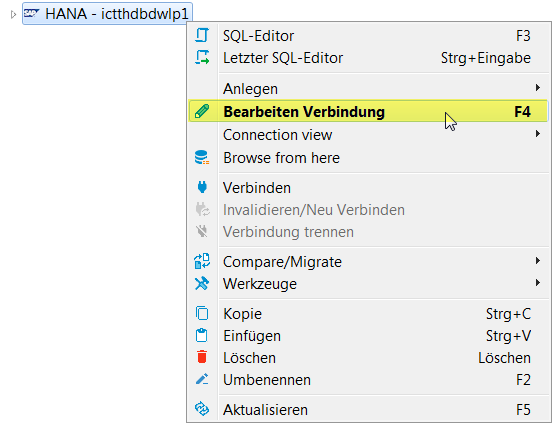 SAP HANA - ictthdbdwlp1
SQL-Editor F3
Letzter SQL-Editor Strg+Eingabe
Anlegen
Bearbeiten Verbindung F4
Connection view
Browse from here
Verbinden
Invalidieren/Neu Verbinden
Verbindung trennen
Compare/Migrate
Werkzeuge
Kopie Strg+C
Einfügen Strg+V
Löschen Löschen
Umbenennen F2
Aktualisieren F5